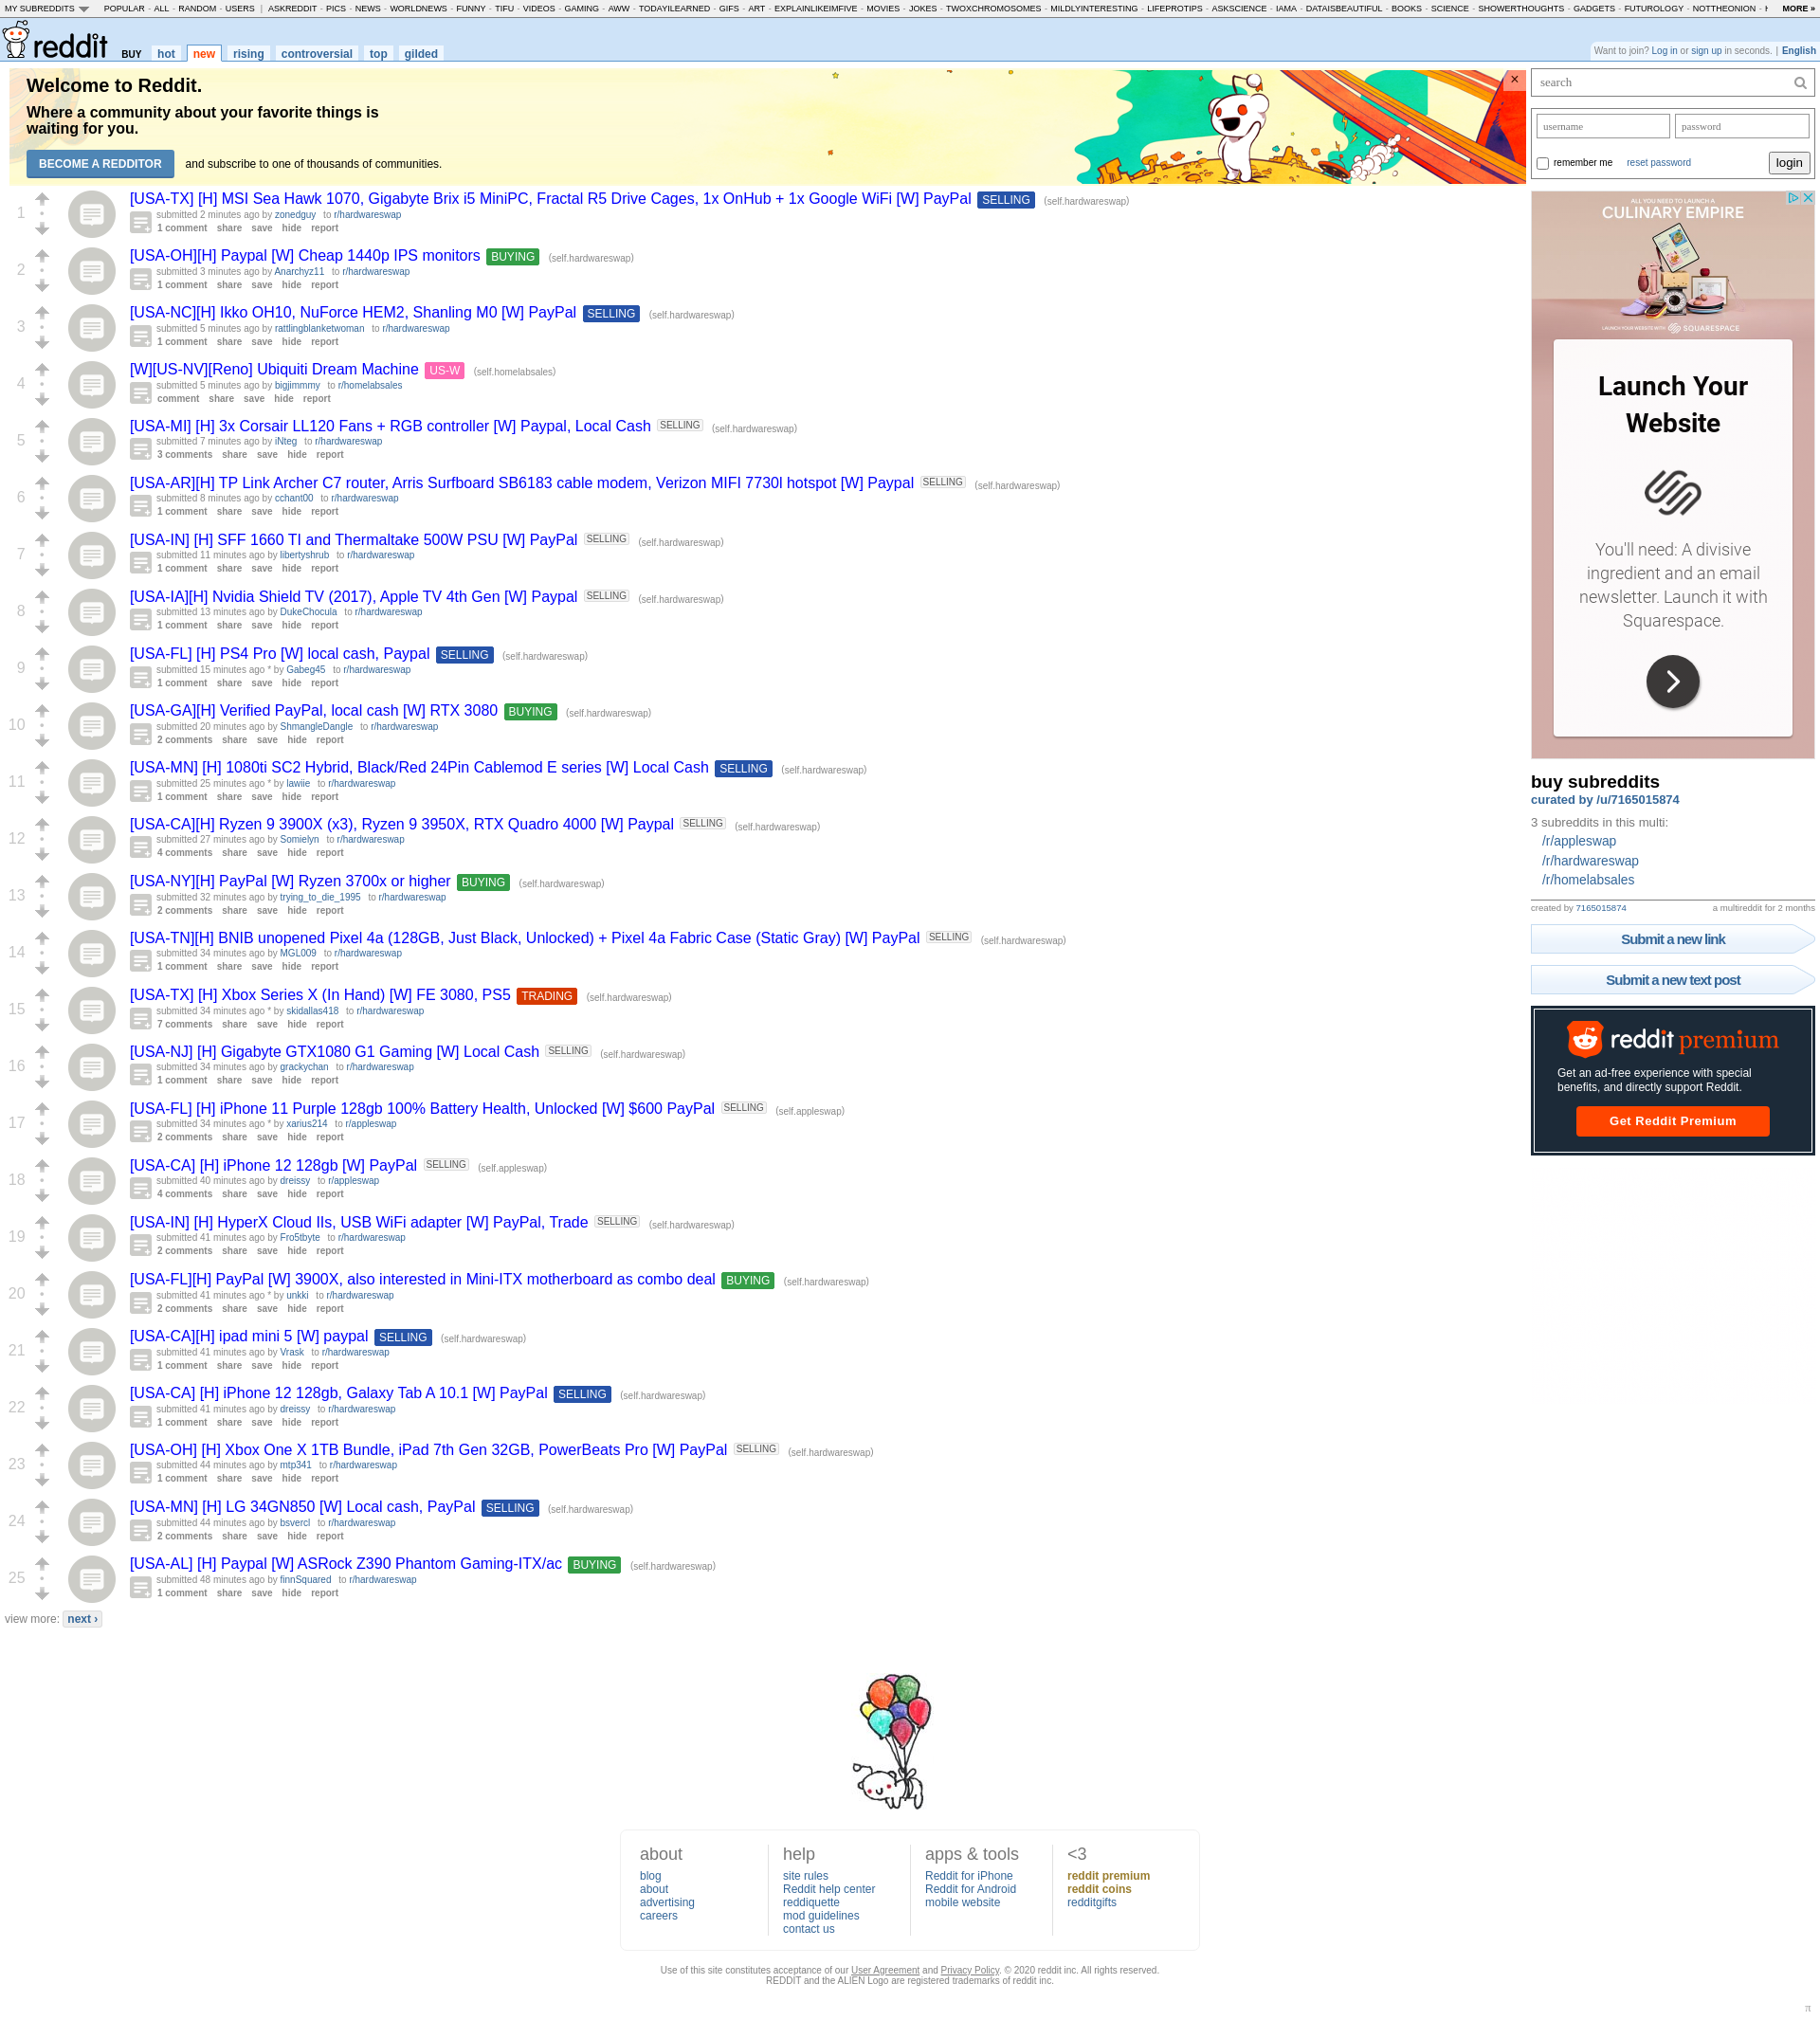 MY SUBREDDITS POPULAR - ALL - RANDOM - USERS | ASKREDDIT - PICS - NEWS - WORLDNEWS - FUNNY - TIFU - VIDEOS - GAMING - AWW - TODAYILEARNED - GIFS - ART - EXPLAINLIKEIMFIVE - MOVIES - JOKES - TWOXCHROMOSOMES - MILDLYINTERESTING - LIFEPROTIPS - ASKSCIENCE - IAMA - DATAISBEAUTIFUL - BOOKS - SCIENCE - SHOWERTHOUGHTS - GADGETS - FUTUROLOGY - NOTTHEONION - MORE »
reddit BUY hot new rising controversial top gilded
Want to join? Log in or sign up in seconds. | English
Welcome to Reddit.
Where a community about your favorite things is
waiting for you.
BECOME A REDDITOR and subscribe to one of thousands of communities.
1
[USA-TX] [H] MSI Sea Hawk 1070, Gigabyte Brix i5 MiniPC, Fractal R5 Drive Cages, 1x OnHub + 1x Google WiFi [W] PayPal SELLING (self.hardwareswap)
submitted 2 minutes ago by zonedguy to r/hardwareswap
1 comment share save hide report
2
[USA-OH][H] Paypal [W] Cheap 1440p IPS monitors BUYING (self.hardwareswap)
submitted 3 minutes ago by Anarchyz11 to r/hardwareswap
1 comment share save hide report
3
[USA-NC][H] Ikko OH10, NuForce HEM2, Shanling M0 [W] PayPal SELLING (self.hardwareswap)
submitted 5 minutes ago by rattlingblanketwoman to r/hardwareswap
1 comment share save hide report
4
[W][US-NV][Reno] Ubiquiti Dream Machine US-W (self.homelabsales)
submitted 5 minutes ago by bigjimmmy to r/homelabsales
comment share save hide report
5
[USA-MI] [H] 3x Corsair LL120 Fans + RGB controller [W] Paypal, Local Cash SELLING (self.hardwareswap)
submitted 7 minutes ago by iNteg to r/hardwareswap
3 comments share save hide report
6
[USA-AR][H] TP Link Archer C7 router, Arris Surfboard SB6183 cable modem, Verizon MIFI 7730l hotspot [W] Paypal SELLING (self.hardwareswap)
submitted 8 minutes ago by cchant00 to r/hardwareswap
1 comment share save hide report
7
[USA-IN] [H] SFF 1660 TI and Thermaltake 500W PSU [W] PayPal SELLING (self.hardwareswap)
submitted 11 minutes ago by libertyshrub to r/hardwareswap
1 comment share save hide report
8
[USA-IA][H] Nvidia Shield TV (2017), Apple TV 4th Gen [W] Paypal SELLING (self.hardwareswap)
submitted 13 minutes ago by DukeChocula to r/hardwareswap
1 comment share save hide report
9
[USA-FL] [H] PS4 Pro [W] local cash, Paypal SELLING (self.hardwareswap)
submitted 15 minutes ago * by Gabeg45 to r/hardwareswap
1 comment share save hide report
10
[USA-GA][H] Verified PayPal, local cash [W] RTX 3080 BUYING (self.hardwareswap)
submitted 20 minutes ago by ShmangleDangle to r/hardwareswap
2 comments share save hide report
11
[USA-MN] [H] 1080ti SC2 Hybrid, Black/Red 24Pin Cablemod E series [W] Local Cash SELLING (self.hardwareswap)
submitted 25 minutes ago * by lawiie to r/hardwareswap
1 comment share save hide report
12
[USA-CA][H] Ryzen 9 3900X (x3), Ryzen 9 3950X, RTX Quadro 4000 [W] Paypal SELLING (self.hardwareswap)
submitted 27 minutes ago by Somielyn to r/hardwareswap
4 comments share save hide report
13
[USA-NY][H] PayPal [W] Ryzen 3700x or higher BUYING (self.hardwareswap)
submitted 32 minutes ago by trying_to_die_1995 to r/hardwareswap
2 comments share save hide report
14
[USA-TN][H] BNIB unopened Pixel 4a (128GB, Just Black, Unlocked) + Pixel 4a Fabric Case (Static Gray) [W] PayPal SELLING (self.hardwareswap)
submitted 34 minutes ago by MGL009 to r/hardwareswap
1 comment share save hide report
15
[USA-TX] [H] Xbox Series X (In Hand) [W] FE 3080, PS5 TRADING (self.hardwareswap)
submitted 34 minutes ago * by skidallas418 to r/hardwareswap
7 comments share save hide report
16
[USA-NJ] [H] Gigabyte GTX1080 G1 Gaming [W] Local Cash SELLING (self.hardwareswap)
submitted 34 minutes ago by grackychan to r/hardwareswap
1 comment share save hide report
17
[USA-FL] [H] iPhone 11 Purple 128gb 100% Battery Health, Unlocked [W] $600 PayPal SELLING (self.appleswap)
submitted 34 minutes ago * by xarius214 to r/appleswap
2 comments share save hide report
18
[USA-CA] [H] iPhone 12 128gb [W] PayPal SELLING (self.appleswap)
submitted 40 minutes ago by dreissy to r/appleswap
4 comments share save hide report
19
[USA-IN] [H] HyperX Cloud IIs, USB WiFi adapter [W] PayPal, Trade SELLING (self.hardwareswap)
submitted 41 minutes ago by Fro5tbyte to r/hardwareswap
2 comments share save hide report
20
[USA-FL][H] PayPal [W] 3900X, also interested in Mini-ITX motherboard as combo deal BUYING (self.hardwareswap)
submitted 41 minutes ago * by unkki to r/hardwareswap
2 comments share save hide report
21
[USA-CA][H] ipad mini 5 [W] paypal SELLING (self.hardwareswap)
submitted 41 minutes ago by Vrask to r/hardwareswap
1 comment share save hide report
22
[USA-CA] [H] iPhone 12 128gb, Galaxy Tab A 10.1 [W] PayPal SELLING (self.hardwareswap)
submitted 41 minutes ago by dreissy to r/hardwareswap
1 comment share save hide report
23
[USA-OH] [H] Xbox One X 1TB Bundle, iPad 7th Gen 32GB, PowerBeats Pro [W] PayPal SELLING (self.hardwareswap)
submitted 44 minutes ago by mtp341 to r/hardwareswap
1 comment share save hide report
24
[USA-MN] [H] LG 34GN850 [W] Local cash, PayPal SELLING (self.hardwareswap)
submitted 44 minutes ago by bsvercl to r/hardwareswap
2 comments share save hide report
25
[USA-AL] [H] Paypal [W] ASRock Z390 Phantom Gaming-ITX/ac BUYING (self.hardwareswap)
submitted 48 minutes ago by finnSquared to r/hardwareswap
1 comment share save hide report
view more: next ›
search
username password
remember me reset password login
ALL YOU NEED TO LAUNCH A
CULINARY EMPIRE
LAUNCH YOUR WEBSITE WITH SQUARESPACE
Launch Your
Website
You'll need: A divisive
ingredient and an email
newsletter. Launch it with
Squarespace.
buy subreddits
curated by /u/7165015874
3 subreddits in this multi:
/r/appleswap
/r/hardwareswap
/r/homelabsales
created by 7165015874 a multireddit for 2 months
Submit a new link
Submit a new text post
reddit premium
Get an ad-free experience with special
benefits, and directly support Reddit.
Get Reddit Premium
about
blog
about
advertising
careers
help
site rules
Reddit help center
reddiquette
mod guidelines
contact us
apps & tools
Reddit for iPhone
Reddit for Android
mobile website
<3
reddit premium
reddit coins
redditgifts
Use of this site constitutes acceptance of our User Agreement and Privacy Policy. © 2020 reddit inc. All rights reserved.
REDDIT and the ALIEN Logo are registered trademarks of reddit inc.
π